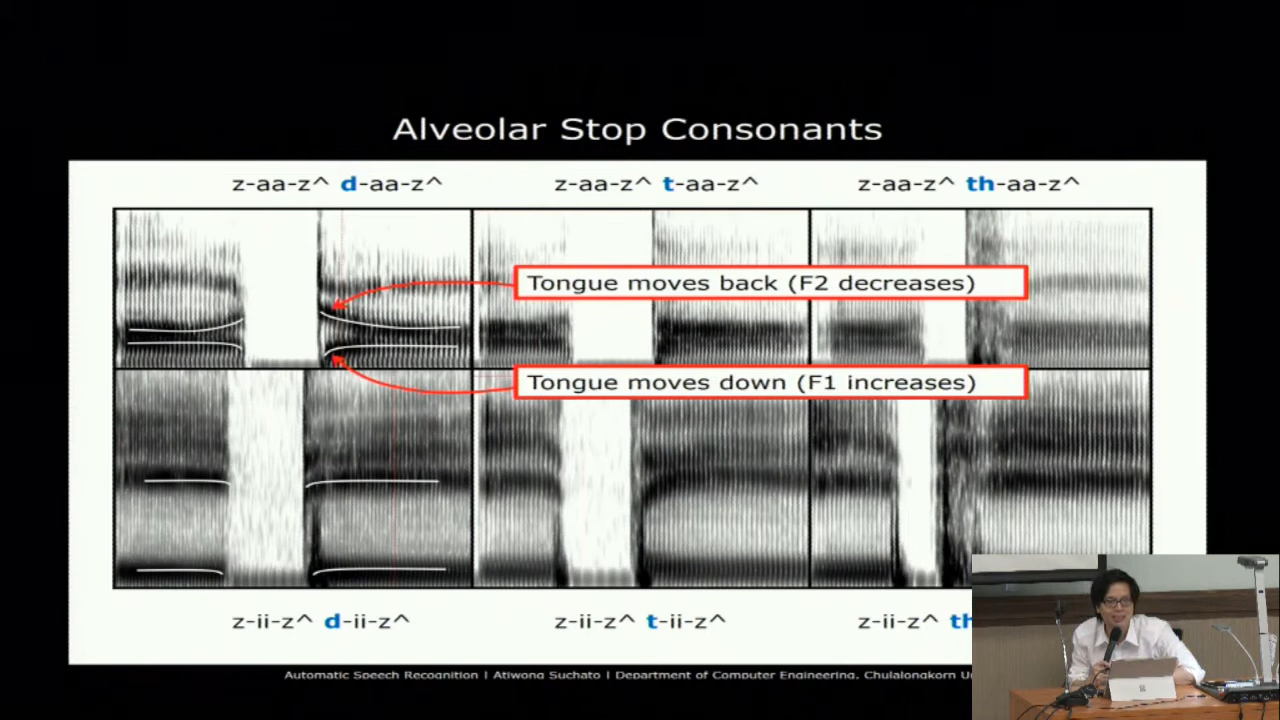 Alveolar Stop Consonants
z-aa-z^ d-aa-z^
z-aa-z^ t-aa-z^
z-aa-z^ th-aa-z^
Tongue moves back (F2 decreases)
Tongue moves down (F1 increases)
z-ii-z^ d-ii-z^
z-ii-z^ t-ii-z^
z-ii-z^ th
Automatic Speech Recognition | Atiwong Suchato | Department of Computer Engineering, Chulalongkorn